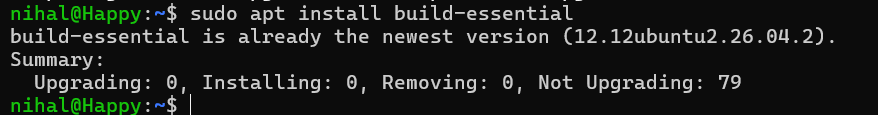 nihal@Happy:~$ sudo apt install build-essential
build-essential is already the newest version (12.12ubuntu2.26.04.2).
Summary:
  Upgrading: 0, Installing: 0, Removing: 0, Not Upgrading: 79
nihal@Happy:~$